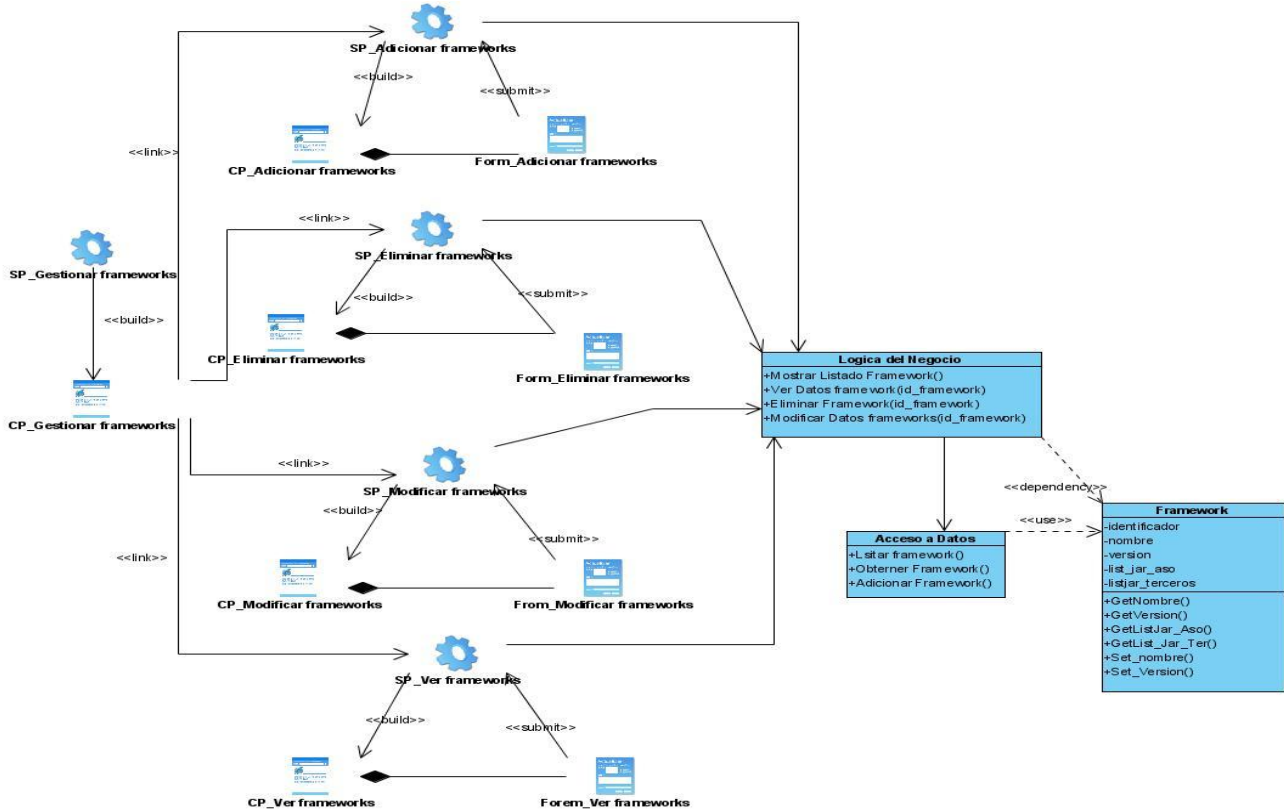 SP_Adicionar frameworks
<<build>>
<<submit>>
<<link>>
CP_Adicionar frameworks
Form_Adicionar frameworks
<<link>>
SP_Gestionar frameworks
SP_Eliminar frameworks
<<build>>
<<submit>>
<<build>>
CP_Eliminar frameworks
Form_Eliminar frameworks
CP_Gestionar frameworks
Logica del Negocio
+Mostrar Listado Framework()
+Ver Datos framework(id_framework)
+Eliminar Framework(id_framework)
+Modificar Datos frameworks(id_framework)
<<link>>
SP_Modificar frameworks
<<build>>
<<submit>>
<<link>>
CP_Modificar frameworks
From_Modificar frameworks
<<dependency>>
<<use>>
Acceso a Datos
+Lsitar framework()
+Obterner Framework()
+Adicionar Framework()
Framework
-identificador
-nombre
-version
-list_jar_aso
-listjar_terceros
+GetNombre()
+GetVersion()
+GetListJar_Aso()
+GetList_Jar_Ter()
+Set_nombre()
+Set_Version()
SP_Ver frameworks
<<build>>
<<submit>>
CP_Ver frameworks
Forem_Ver frameworks